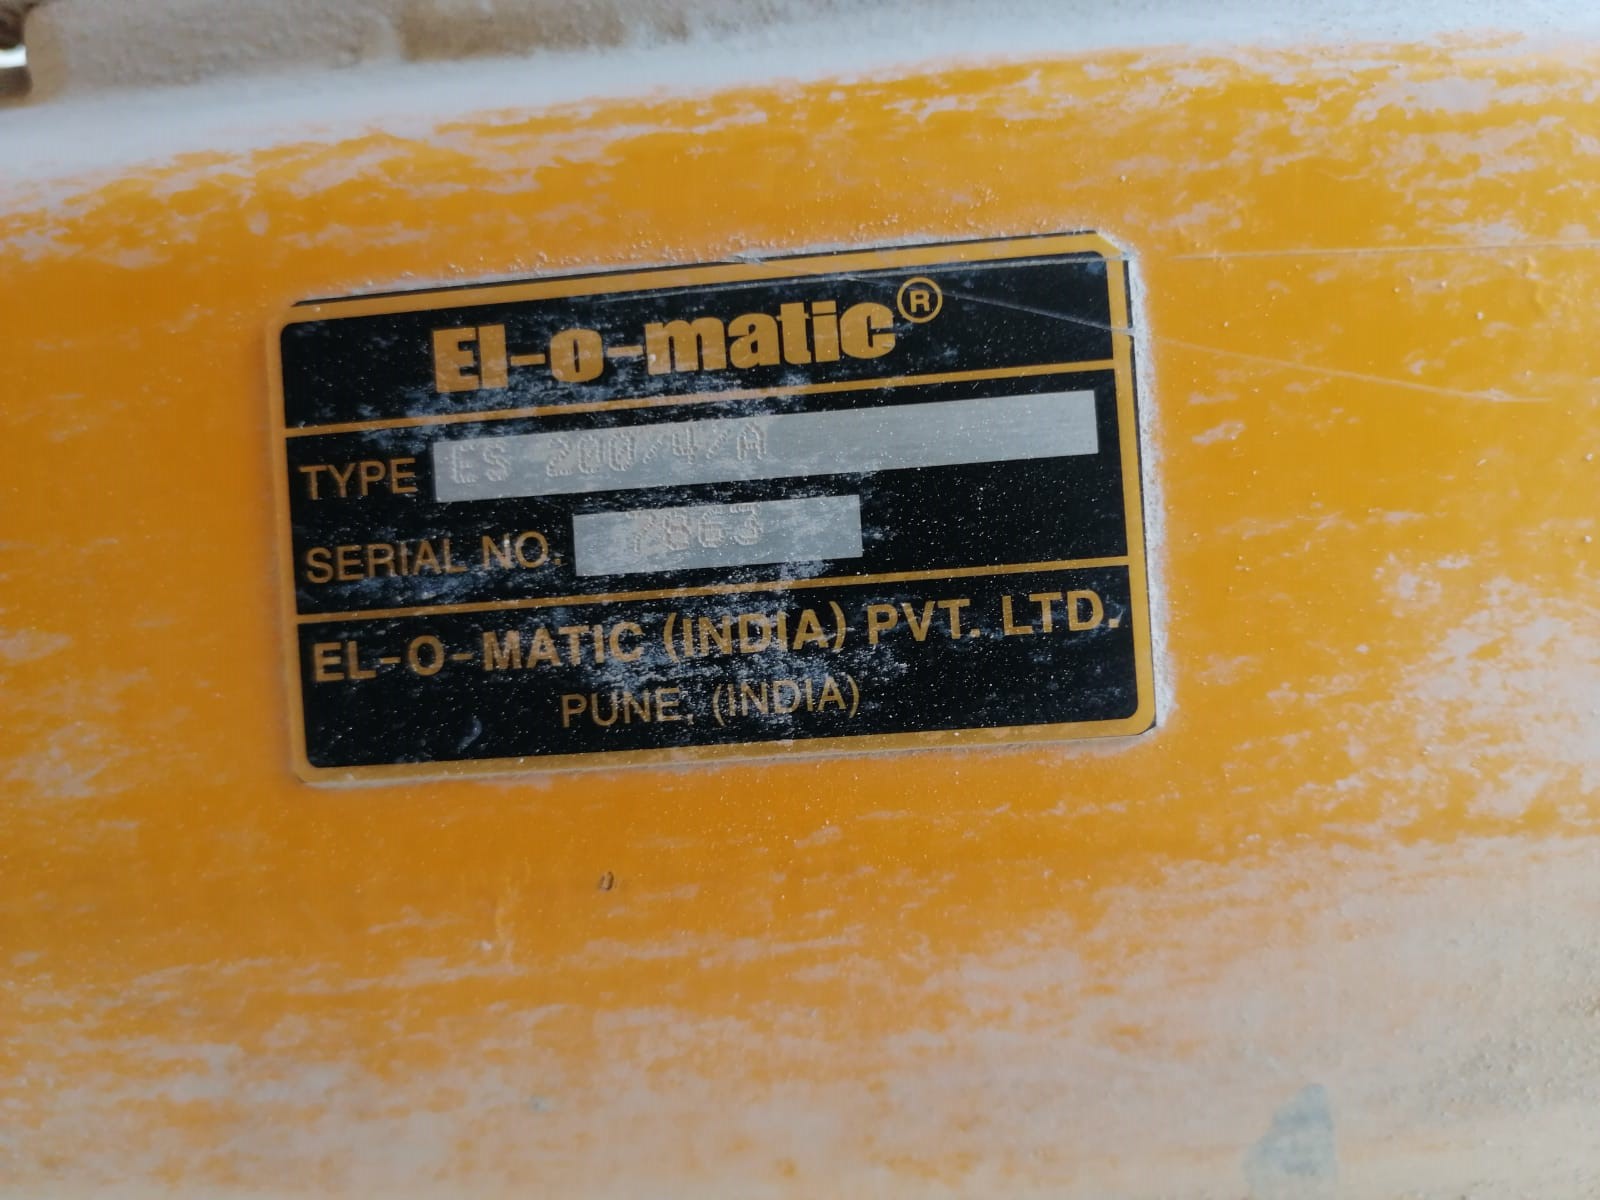 El-o-matic®
TYPE ES 200/4/A
SERIAL NO. 7863
EL-O-MATIC (INDIA) PVT. LTD.
PUNE, (INDIA)